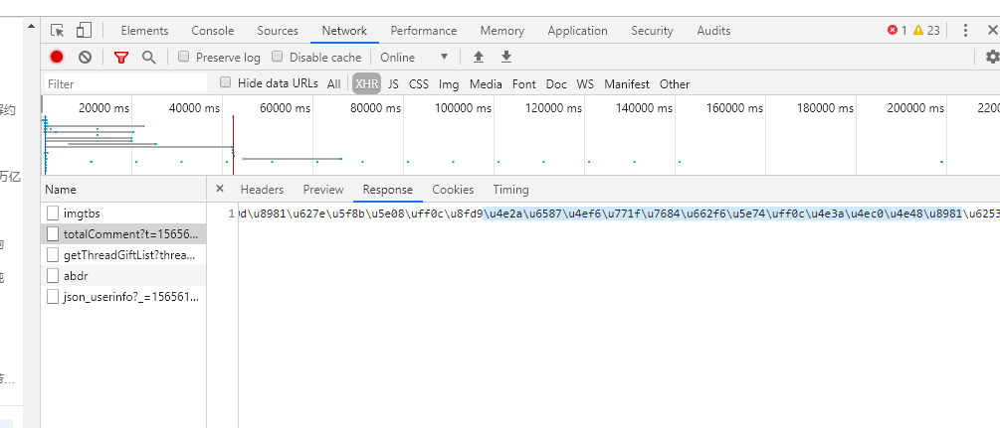 Elements Console Sources Network Performance Memory Application Security Audits 1 23
Preserve log Disable cache Online
Filter Hide data URLs All XHR JS CSS Img Media Font Doc WS Manifest Other
20000 ms 40000 ms 60000 ms 80000 ms 100000 ms 120000 ms 140000 ms 160000 ms 180000 ms 200000 ms 220
万亿
Name × Headers Preview Response Cookies Timing
imgtbs
1 d\u8981\u627e\u5f8b\u5e08\uff0c\u8fd9\u4e2a\u6587\u4ef6\u771f\u7684\u662f\u5e74\uff0c\u4e3a\u4ec0\u4e48\u8981\u6253
totalComment?t=15656...
getThreadGiftList?threa...
abdr
json_userinfo?_=156561...